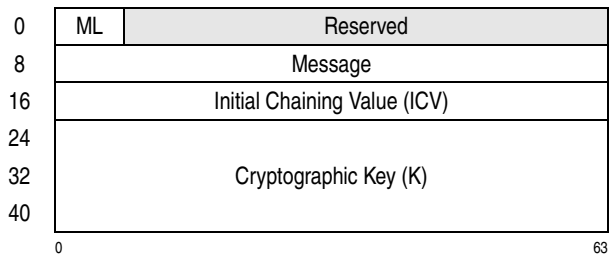 0 ML Reserved
8 Message
16 Initial Chaining Value (ICV)
24
32 Cryptographic Key (K)
40
0 63